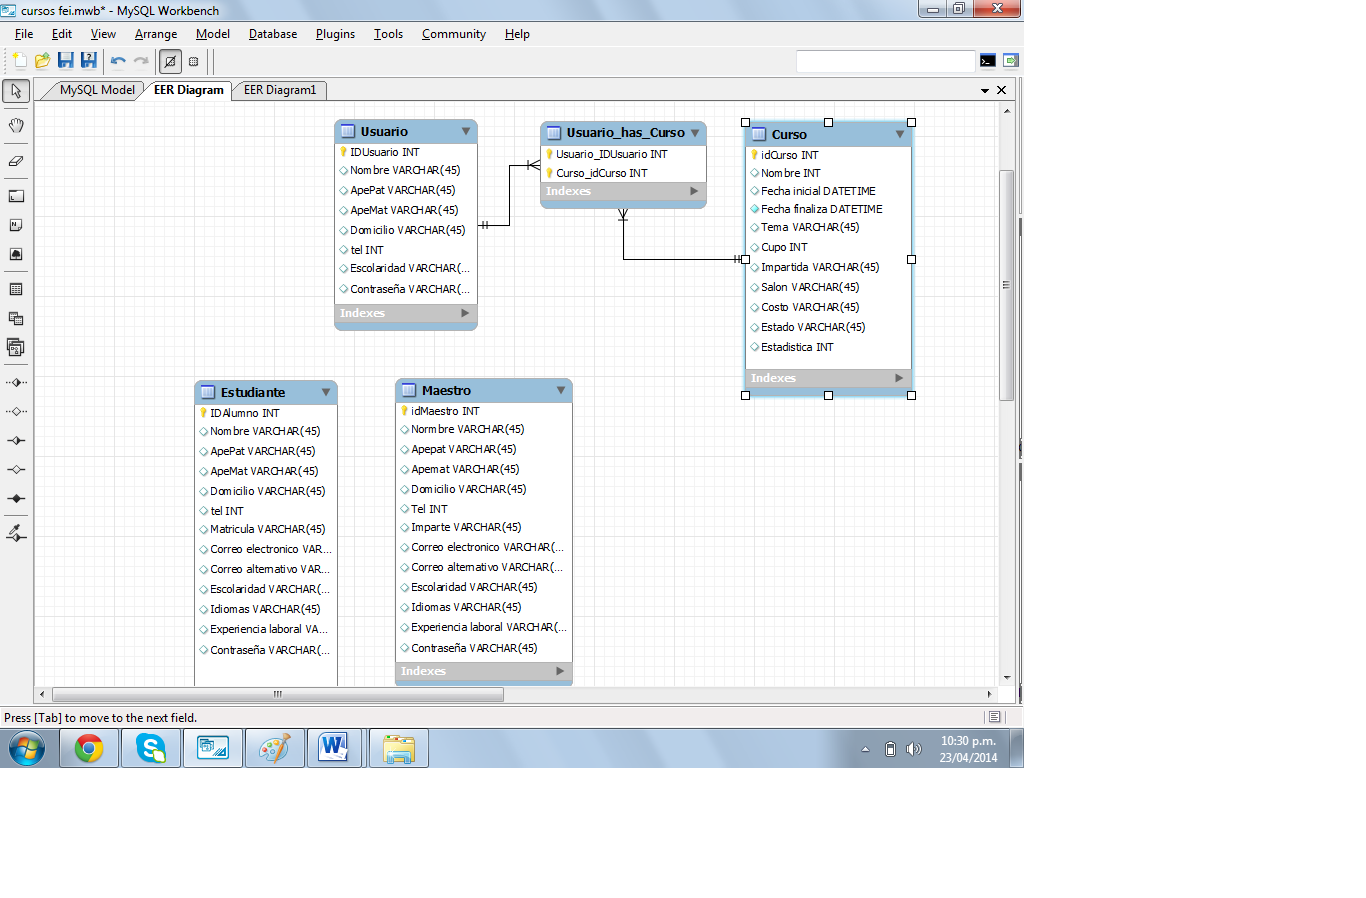 cursos fei.mwb* - MySQL Workbench
File Edit View Arrange Model Database Plugins Tools Community Help
MySQL Model EER Diagram EER Diagram1
Usuario
IDUsuario INT
Nombre VARCHAR(45)
ApePat VARCHAR(45)
ApeMat VARCHAR(45)
Domicilio VARCHAR(45)
tel INT
Escolaridad VARCHAR(...
Contraseña VARCHAR(...
Indexes
Usuario_has_Curso
Usuario_IDUsuario INT
Curso_idCurso INT
Indexes
Curso
idCurso INT
Nombre INT
Fecha inicial DATETIME
Fecha finaliza DATETIME
Tema VARCHAR(45)
Cupo INT
Impartida VARCHAR(45)
Salon VARCHAR(45)
Costo VARCHAR(45)
Estado VARCHAR(45)
Estadistica INT
Indexes
Estudiante
IDAlumno INT
Nombre VARCHAR(45)
ApePat VARCHAR(45)
ApeMat VARCHAR(45)
Domicilio VARCHAR(45)
tel INT
Matricula VARCHAR(45)
Correo electronico VAR...
Correo alternativo VAR...
Escolaridad VARCHAR(...
Idiomas VARCHAR(45)
Experiencia laboral VA...
Contraseña VARCHAR(...
Maestro
idMaestro INT
Normbre VARCHAR(45)
Apepat VARCHAR(45)
Apemat VARCHAR(45)
Domicilio VARCHAR(45)
Tel INT
Imparte VARCHAR(45)
Correo electronico VARCHAR(...
Correo alternativo VARCHAR(...
Escolaridad VARCHAR(45)
Idiomas VARCHAR(45)
Experiencia laboral VARCHAR(...
Contraseña VARCHAR(45)
Indexes
Press [Tab] to move to the next field.
10:30 p.m.
23/04/2014